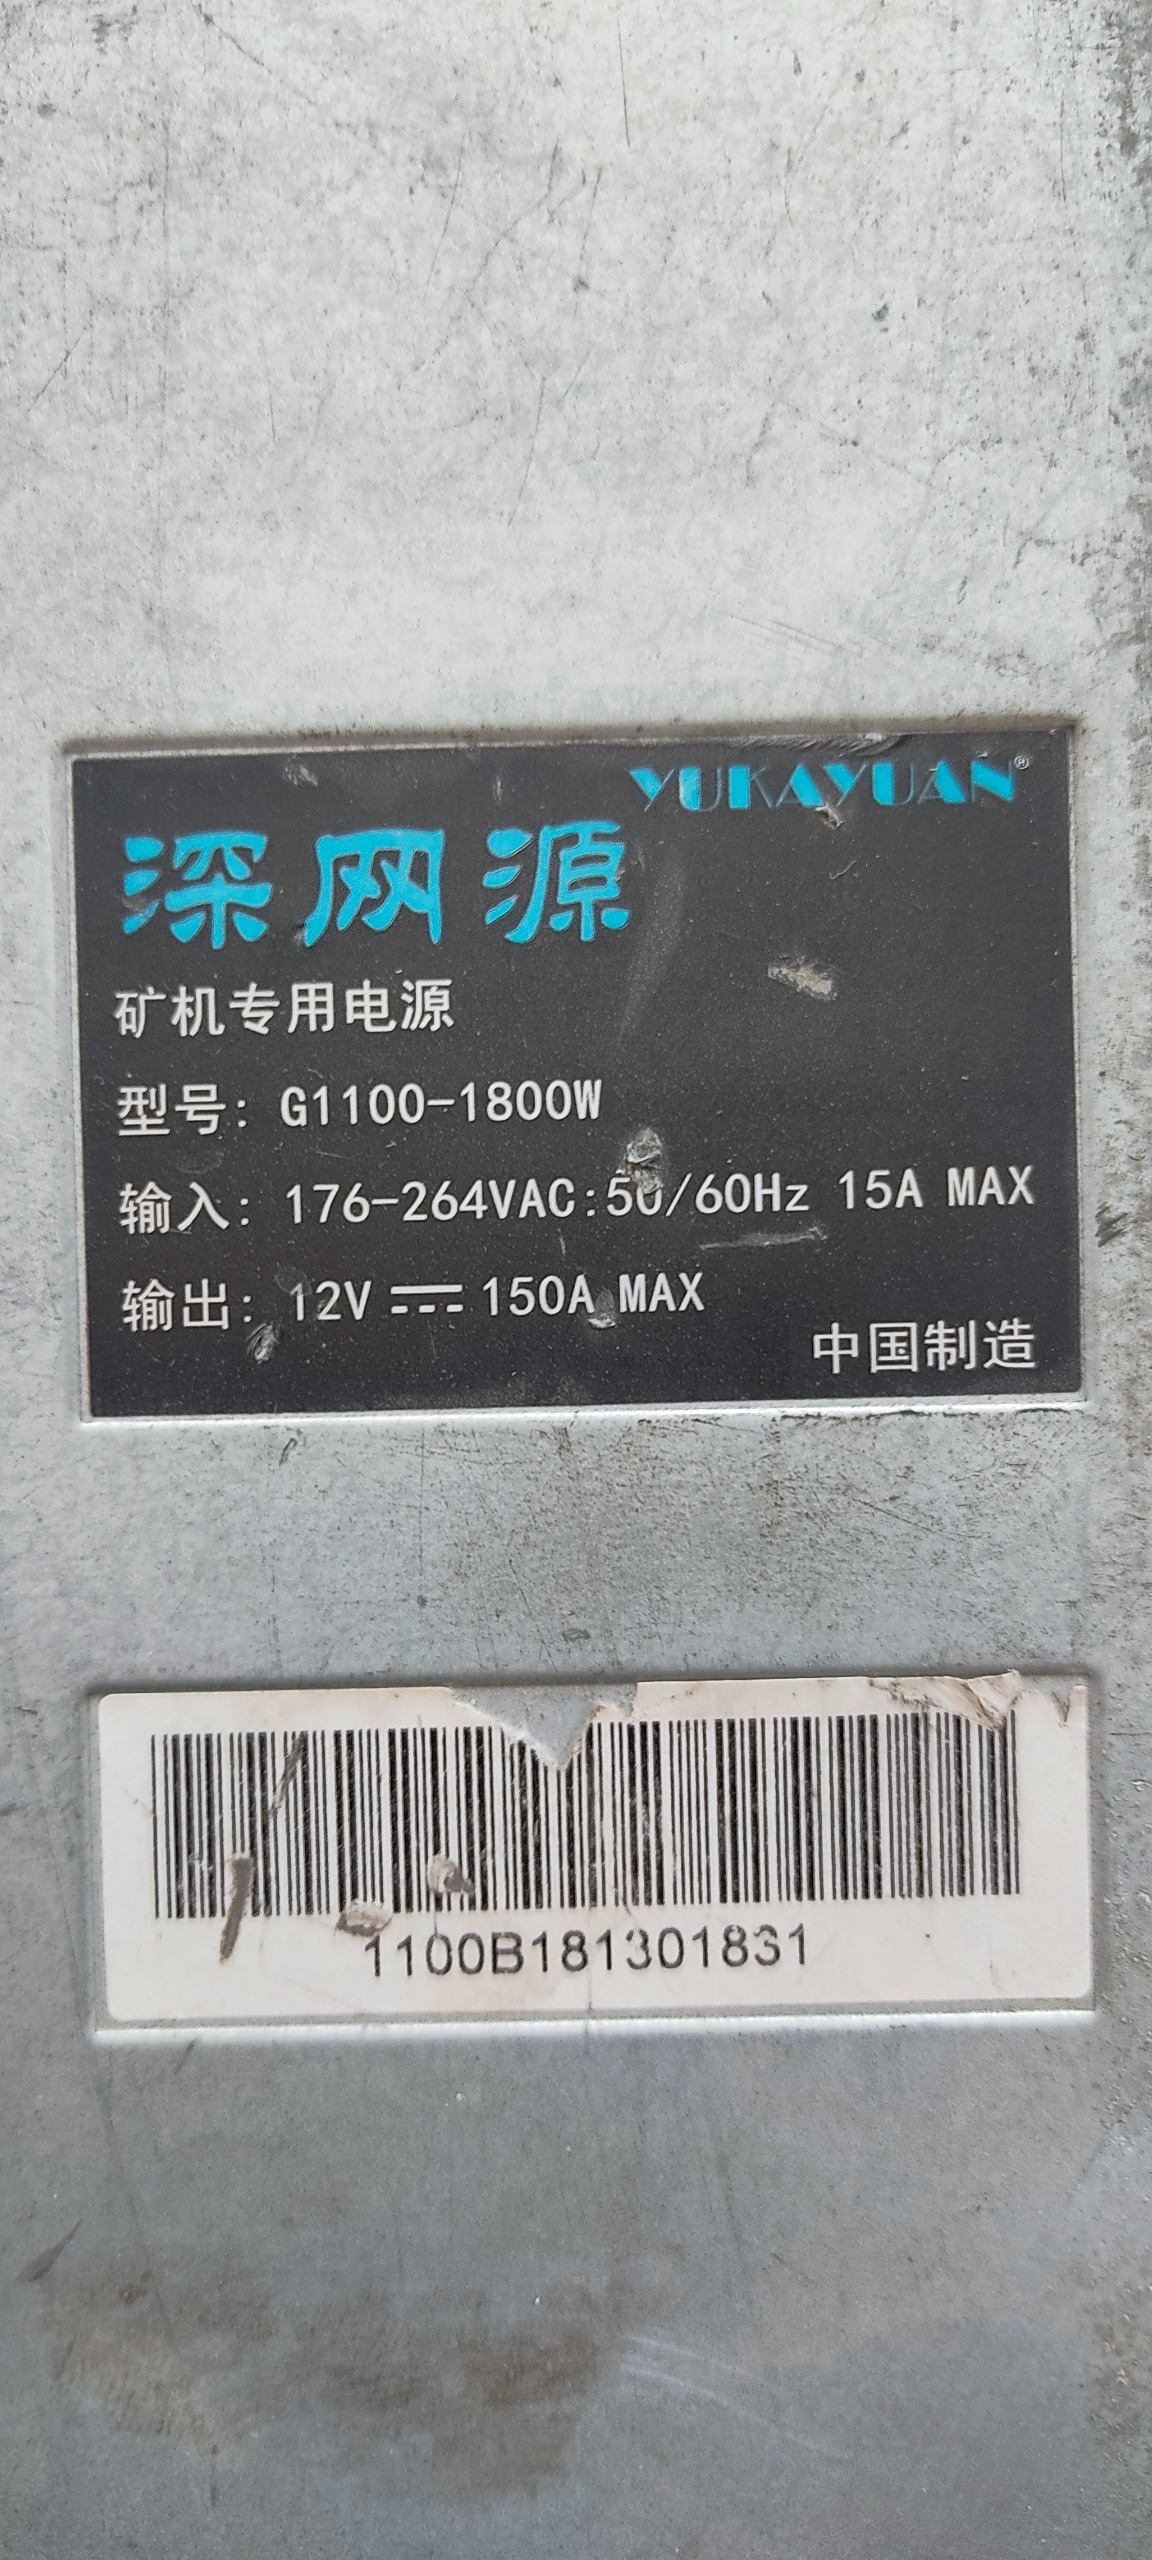 YUKAYUAN®
深网源
矿机专用电源
型号: G1100-1800W
输入: 176-264VAC:50/60Hz 15A MAX
输出: 12V ⎓ 150A MAX
中国制造
1100B181301831